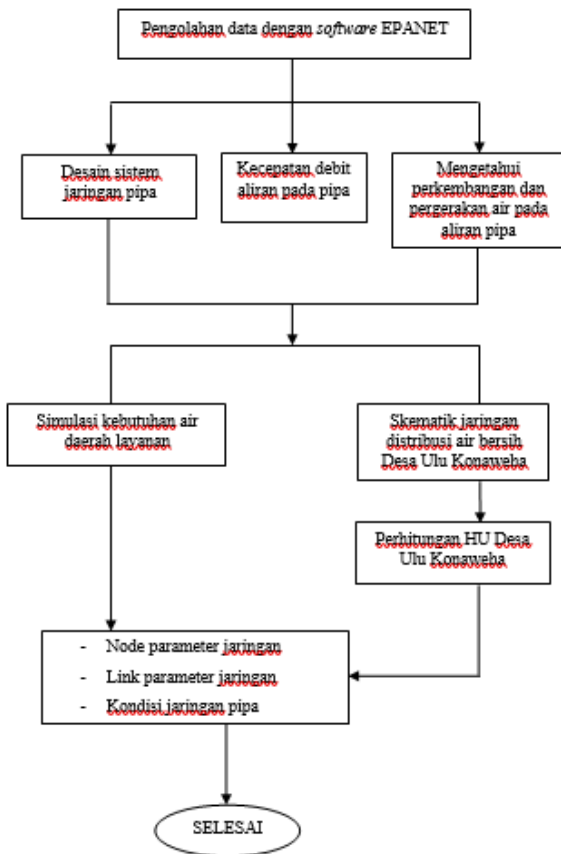 Pengolahan data dengan software EPANET
Desain sistem
jaringan pipa
Kecepatan debit
aliran pada pipa
Mengetahui
perkembangan dan
pergerakan air pada
aliran pipa
Simulasi kebutuhan air
daerah layanan
Skematik jaringan
distribusi air bersih
Desa Ulu Konaweha
Perhitungan HU Desa
Ulu Konaweha
- Node parameter jaringan
- Link parameter jaringan
- Kondisi jaringan pipa
SELESAI